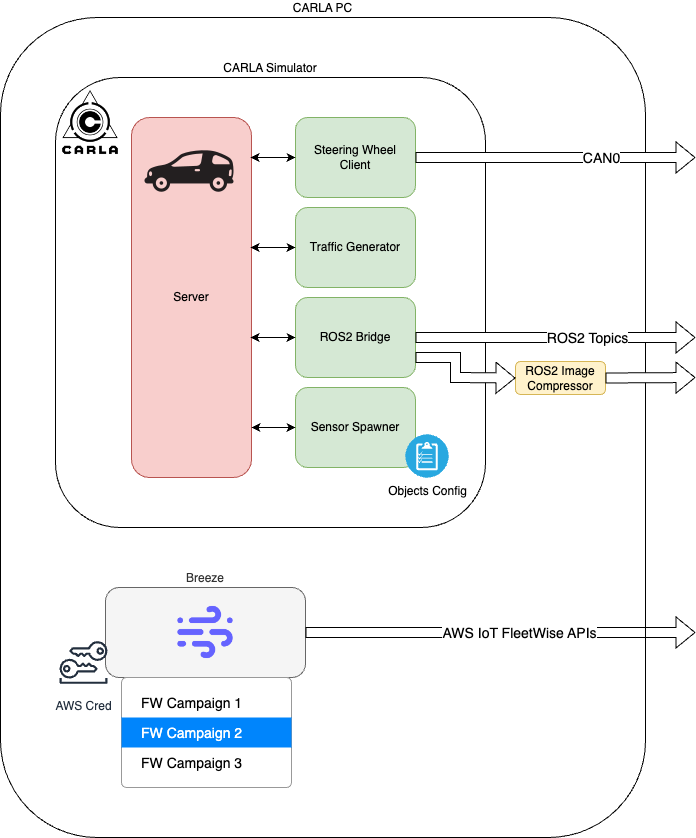 CARLA PC
CARLA Simulator
CARLA
Steering Wheel
Client
CAN0
Traffic Generator
Server
ROS2 Bridge
ROS2 Topics
ROS2 Image
Compressor
Sensor Spawner
Objects Config
Breeze
AWS IoT FleetWise APIs
AWS Cred
FW Campaign 1
FW Campaign 2
FW Campaign 3